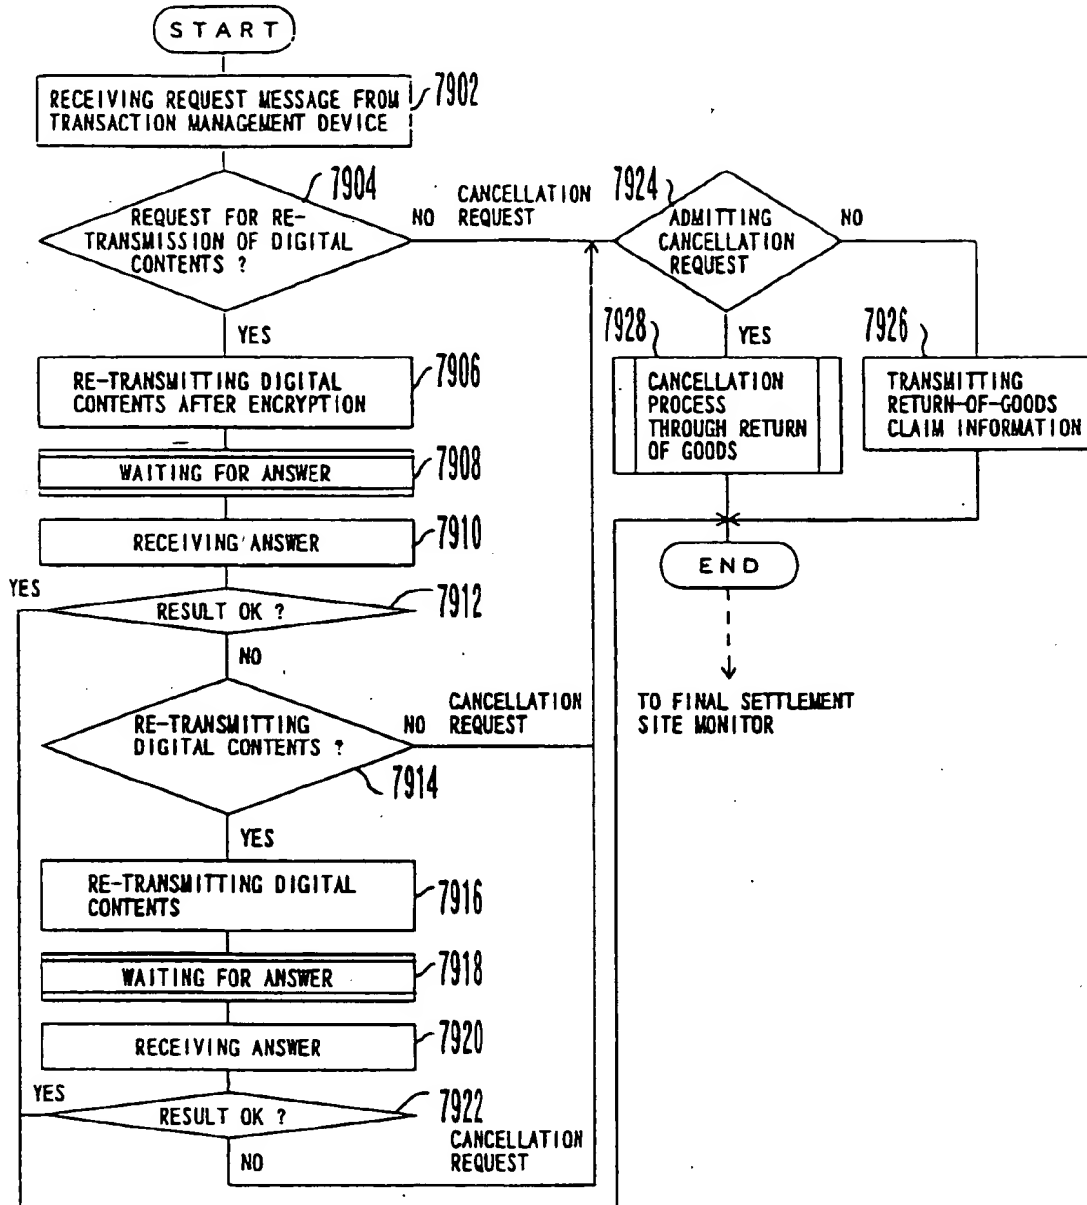 START
RECEIVING REQUEST MESSAGE FROM
TRANSACTION MANAGEMENT DEVICE
7902
7904
REQUEST FOR RE-
TRANSMISSION OF DIGITAL
CONTENTS ?
NO
CANCELLATION
REQUEST
7924
ADMITTING
CANCELLATION
REQUEST
NO
YES
YES
7928
CANCELLATION
PROCESS
THROUGH RETURN
OF GOODS
7926
TRANSMITTING
RETURN-OF-GOODS
CLAIM INFORMATION
RE-TRANSMITTING DIGITAL
CONTENTS AFTER ENCRYPTION
7906
WAITING FOR ANSWER
7908
RECEIVING ANSWER
7910
END
YES
RESULT OK ?
7912
NO
TO FINAL SETTLEMENT
SITE MONITOR
RE-TRANSMITTING
DIGITAL CONTENTS ?
NO
CANCELLATION
REQUEST
7914
YES
RE-TRANSMITTING DIGITAL
CONTENTS
7916
WAITING FOR ANSWER
7918
RECEIVING ANSWER
7920
YES
RESULT OK ?
7922
NO
CANCELLATION
REQUEST